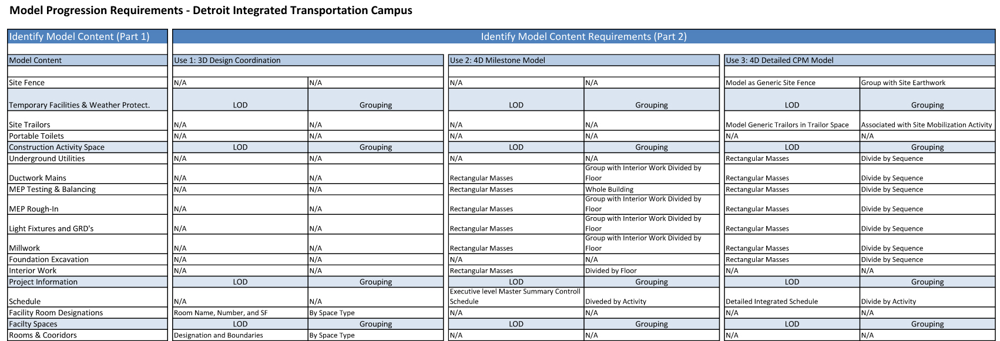 Model Progression Requirements - Detroit Integrated Transportation Campus
Identify Model Content (Part 1) Identify Model Content Requirements (Part 2)
Model Content Use 1: 3D Design Coordination Use 2: 4D Milestone Model Use 3: 4D Detailed CPM Model
Site Fence N/A N/A N/A N/A Model as Generic Site Fence Group with Site Earthwork
Temporary Facilities & Weather Protect. LOD Grouping LOD Grouping LOD Grouping
Site Trailors N/A N/A N/A N/A Model Generic Trailors in Trailor Space Associated with Site Mobilization Activity
Portable Toilets N/A N/A N/A N/A N/A N/A
Construction Activity Space LOD Grouping LOD Grouping LOD Grouping
Underground Utilities N/A N/A N/A N/A Rectangular Masses Divide by Sequence
Group with Interior Work Divided by
Ductwork Mains N/A N/A Rectangular Masses Floor Rectangular Masses Divide by Sequence
MEP Testing & Balancing N/A N/A Rectangular Masses Whole Building Rectangular Masses Divide by Sequence
Group with Interior Work Divided by
MEP Rough-In N/A N/A Rectangular Masses Floor Rectangular Masses Divide by Sequence
Group with Interior Work Divided by
Light Fixtures and GRD's N/A N/A Rectangular Masses Floor Rectangular Masses Divide by Sequence
Group with Interior Work Divided by
Millwork N/A N/A Rectangular Masses Floor Rectangular Masses Divide by Sequence
Foundation Excavation N/A N/A N/A N/A Rectangular Masses Divide by Sequence
Interior Work N/A N/A Rectangular Masses Divided by Floor N/A N/A
Project Information LOD Grouping LOD Grouping LOD Grouping
Executive level Master Summary Controll
Schedule N/A N/A Schedule Diveded by Activity Detailed Integrated Schedule Divide by Activity
Facility Room Designations Room Name, Number, and SF By Space Type N/A N/A N/A N/A
Facilty Spaces LOD Grouping LOD Grouping LOD Grouping
Rooms & Cooridors Designation and Boundaries By Space Type N/A N/A N/A N/A